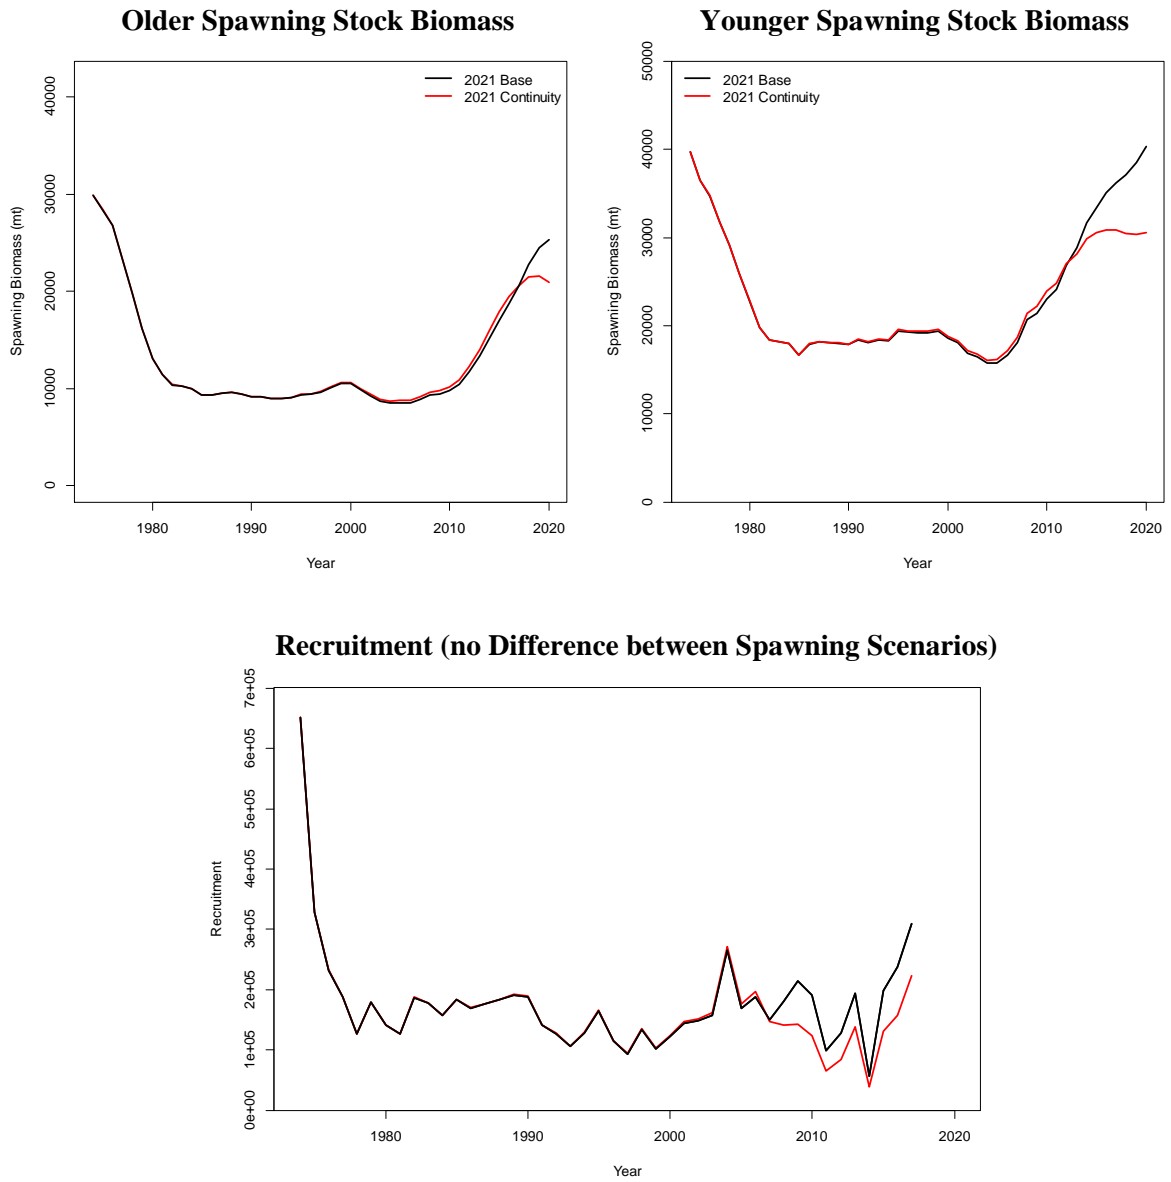 Older Spawning Stock Biomass
Younger Spawning Stock Biomass
2021 Base
2021 Continuity
Spawning Biomass (mt)
0
10000
20000
30000
40000
1980
1990
2000
2010
2020
Year
2021 Base
2021 Continuity
Spawning Biomass (mt)
0
10000
20000
30000
40000
50000
1980
1990
2000
2010
2020
Year
Recruitment (no Difference between Spawning Scenarios)
Recruitment
0e+00
1e+05
2e+05
3e+05
4e+05
5e+05
6e+05
7e+05
1980
1990
2000
2010
2020
Year